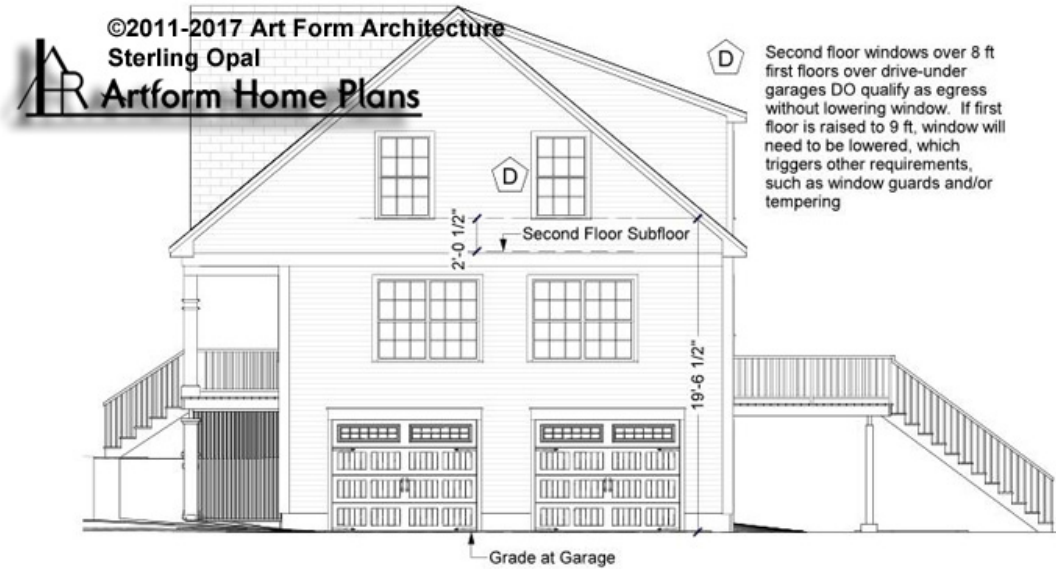 ©2011-2017 Art Form Architecture
Sterling Opal
Artform Home Plans
D
Second floor windows over 8 ft
first floors over drive-under
garages DO qualify as egress
without lowering window. If first
floor is raised to 9 ft, window will
need to be lowered, which
triggers other requirements,
such as window guards and/or
tempering
D
2'-0 1/2"
Second Floor Subfloor
19'-6 1/2"
Grade at Garage